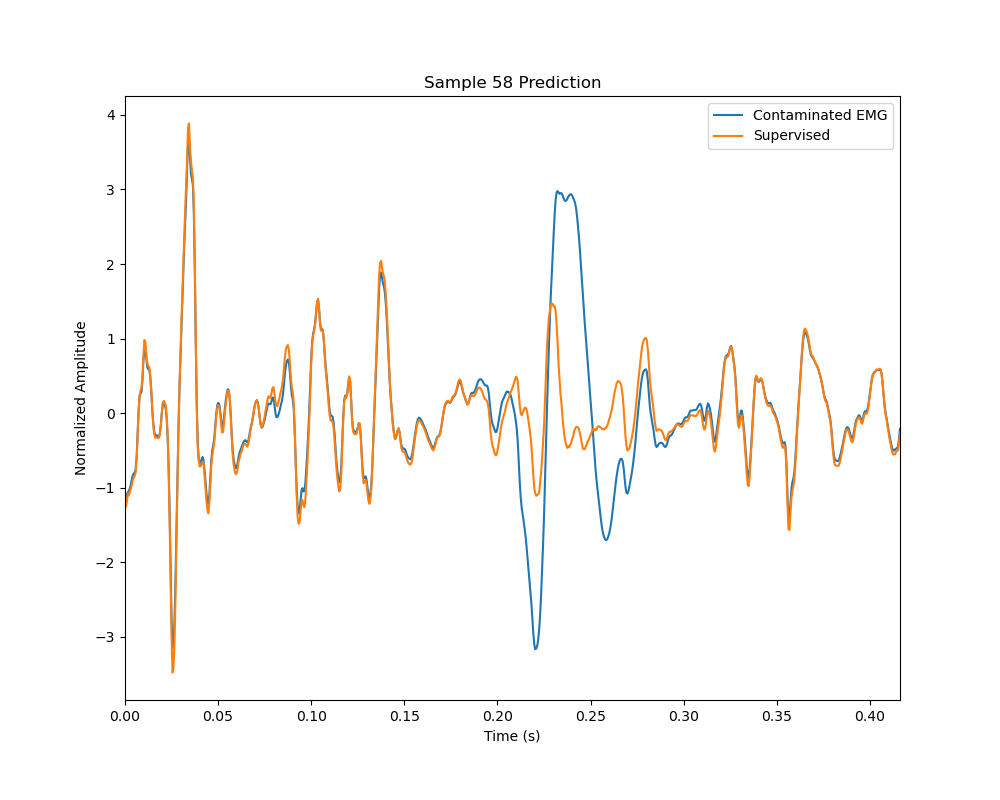 Sample 58 Prediction
Contaminated EMG
Supervised
Normalized Amplitude
4
3
2
1
0
−1
−2
−3
0.00 0.05 0.10 0.15 0.20 0.25 0.30 0.35 0.40
Time (s)